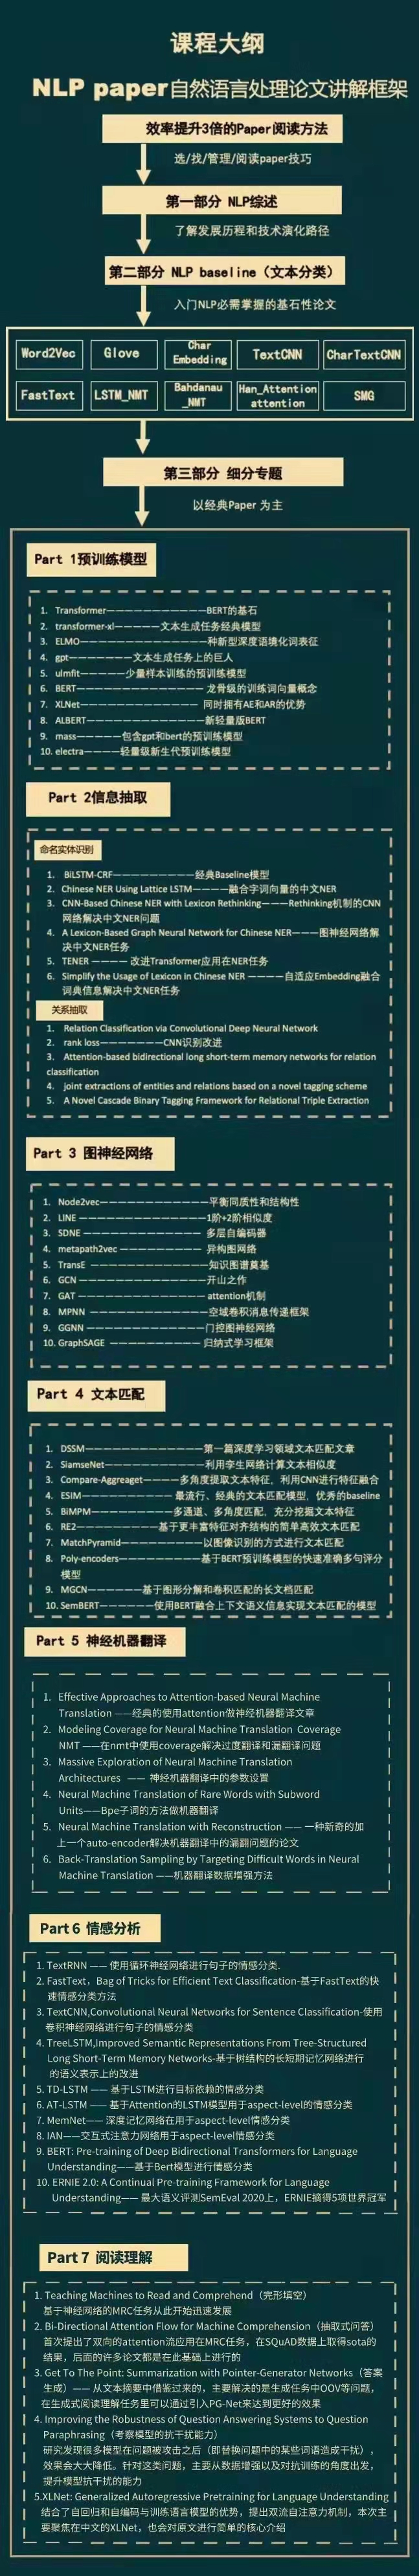 课程大纲
NLP paper自然语言处理论文讲解框架
效率提升3倍的Paper阅读方法
选/找/管理/阅读paper技巧
第一部分 NLP综述
了解发展历程和技术演化路径
第二部分 NLP baseline（文本分类）
入门NLP必需掌握的基石性论文
Word2Vec
Glove
Char Embedding
TextCNN
CharTextCNN
FastText
LSTM_NMT
Bahdanau _NMT
Han_Attention attention
SMG
第三部分 细分专题
以经典Paper 为主
Part 1预训练模型
1. Transformer———————————BERT的基石
2. transformer-xl—————文本生成任务经典模型
3. ELMO——————————————种新型深度语境化词表征
4. gpt———————文本生成任务上的巨人
5. ulmfit—————少量样本训练的预训练模型
6. BERT—————————————— 龙骨级的训练词向量概念
7. XLNet————————————— 同时拥有AE和AR的优势
8. ALBERT————————————新轻量版BERT
9. mass————包含gpt和bert的预训练模型
10. electra————轻量级新生代预训练模型
Part 2信息抽取
命名实体识别
1. BiLSTM-CRF—————————经典Baseline模型
2. Chinese NER Using Lattice LSTM————融合字词向量的中文NER
3. CNN-Based Chinese NER with Lexicon Rethinking———Rethinking机制的CNN
网络解决中文NER问题
4. A Lexicon-Based Graph Neural Network for Chinese NER———图神经网络解
决中文NER任务
5. TENER ———— 改进Transformer应用在NER任务
6. Simplify the Usage of Lexicon in Chinese NER ————自适应Embedding融合
词典信息解决中文NER任务
关系抽取
1. Relation Classification via Convolutional Deep Neural Network
2. rank loss———————CNN识别改进
3. Attention-based bidirectional long short-term memory networks for relation
classification
4. joint extractions of entities and relations based on a novel tagging scheme
5. A Novel Cascade Binary Tagging Framework for Relational Triple Extraction
Part 3 图神经网络
1. Node2vec————————————平衡同质性和结构性
2. LINE ——————————————1阶+2阶相似度
3. SDNE ————————————— 多层自编码器
4. metapath2vec —————————— 异构图网络
5. TransE —————————————知识图谱奠基
6. GCN ——————————————开山之作
7. GAT —————————————— attention机制
8. MPNN —————————————空域卷积消息传递框架
9. GGNN —————————————门控图神经网络
10. GraphSAGE —————————— 归纳式学习框架
Part 4 文本匹配
1. DSSM—————————————第一篇深度学习领域文本匹配文章
2. SiamseNet———————————利用孪生网络计算文本相似度
3. Compare-Aggreaget————多角度提取文本特征，利用CNN进行特征融合
4. ESIM—————————— 最流行、经典的文本匹配模型，优秀的baseline
5. BiMPM—————————多通道、多角度匹配，充分挖掘文本特征
6. RE2—————————基于更丰富特征对齐结构的简单高效文本匹配
7. MatchPyramid——————————以图像识别的方式进行文本匹配
8. Poly-encoders—————————基于BERT预训练模型的快速准确多句评分
模型
9. MGCN——————基于图形分解和卷积匹配的长文档匹配
10. SemBERT——————使用BERT融合上下文语义信息实现文本匹配的模型
Part 5 神经机器翻译
1. Effective Approaches to Attention-based Neural Machine
Translation ——经典的使用attention做神经机器翻译文章
2. Modeling Coverage for Neural Machine Translation Coverage
NMT ——在nmt中使用coverage解决过度翻译和漏翻译问题
3. Massive Exploration of Neural Machine Translation
Architectures —— 神经机器翻译中的参数设置
4. Neural Machine Translation of Rare Words with Subword
Units——Bpe子词的方法做机器翻译
5. Neural Machine Translation with Reconstruction —— 一种新奇的加
上一个auto-encoder解决机器翻译中的漏翻问题的论文
6. Back-Translation Sampling by Targeting Difficult Words in Neural
Machine Translation ——机器翻译数据增强方法
Part 6 情感分析
1. TextRNN —— 使用循环神经网络进行句子的情感分类.
2. FastText，Bag of Tricks for Efficient Text Classification-基于FastText的快
速情感分类方法
3. TextCNN,Convolutional Neural Networks for Sentence Classification-使用
卷积神经网络进行句子的情感分类
4. TreeLSTM,Improved Semantic Representations From Tree-Structured
Long Short-Term Memory Networks-基于树结构的长短期记忆网络进行
的语义表示上的改进
5. TD-LSTM —— 基于LSTM进行目标依赖的情感分类
6. AT-LSTM —— 基于Attention的LSTM模型用于aspect-level的情感分类
7. MemNet—— 深度记忆网络在用于aspect-level情感分类
8. IAN——交互式注意力网络用于aspect-level情感分类
9. BERT: Pre-training of Deep Bidirectional Transformers for Language
Understanding——基于Bert模型进行情感分类
10. ERNIE 2.0: A Continual Pre-training Framework for Language
Understanding—— 最大语义评测SemEval 2020上，ERNIE摘得5项世界冠军
Part 7 阅读理解
1. Teaching Machines to Read and Comprehend（完形填空）
基于神经网络的MRC任务从此开始迅速发展
2. Bi-Directional Attention Flow for Machine Comprehension（抽取式问答）
首次提出了双向的attention流应用在MRC任务，在SQuAD数据上取得sota的
结果，后面的许多论文都是在此基础上进行的
3. Get To The Point: Summarization with Pointer-Generator Networks（答案
生成）—— 从文本摘要中借鉴过来的，主要解决的是生成任务中OOV等问题，
在生成式阅读理解任务里可以通过引入PG-Net来达到更好的效果
4. Improving the Robustness of Question Answering Systems to Question
Paraphrasing（考察模型的抗干扰能力）
研究发现很多模型在问题被攻击之后（即替换问题中的某些词语造成干扰），
效果会大大降低。针对这类问题，主要从数据增强以及对抗训练的角度出发，
提升模型抗干扰的能力
5.XLNet: Generalized Autoregressive Pretraining for Language Understanding
结合了自回归和自编码与训练语言模型的优势，提出双流自注意力机制，本次主
要聚焦在中文的XLNet，也会对原文进行简单的核心介绍